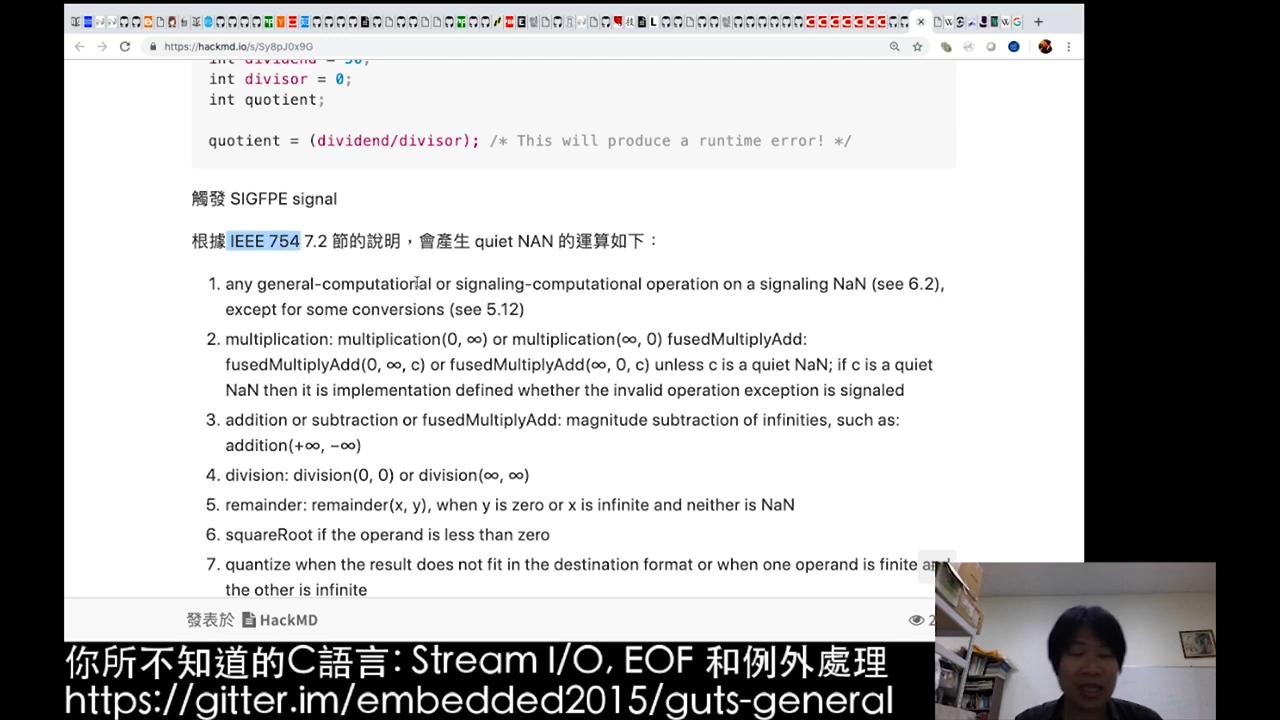 https://hackmd.io/s/Sy8pJ0x9G
int dividend = 50;
int divisor = 0;
int quotient;
quotient = (dividend/divisor); /* This will produce a runtime error! */
觸發 SIGFPE signal
根據 IEEE 754 7.2 節的說明，會產生 quiet NAN 的運算如下：
1. any general-computational or signaling-computational operation on a signaling NaN (see 6.2),
except for some conversions (see 5.12)
2. multiplication: multiplication(0, ∞) or multiplication(∞, 0) fusedMultiplyAdd:
fusedMultiplyAdd(0, ∞, c) or fusedMultiplyAdd(∞, 0, c) unless c is a quiet NaN; if c is a quiet
NaN then it is implementation defined whether the invalid operation exception is signaled
3. addition or subtraction or fusedMultiplyAdd: magnitude subtraction of infinities, such as:
addition(+∞, −∞)
4. division: division(0, 0) or division(∞, ∞)
5. remainder: remainder(x, y), when y is zero or x is infinite and neither is NaN
6. squareRoot if the operand is less than zero
7. quantize when the result does not fit in the destination format or when one operand is finite and
the other is infinite
發表於 HackMD
你所不知道的C語言: Stream I/O, EOF 和例外處理
https://gitter.im/embedded2015/guts-general